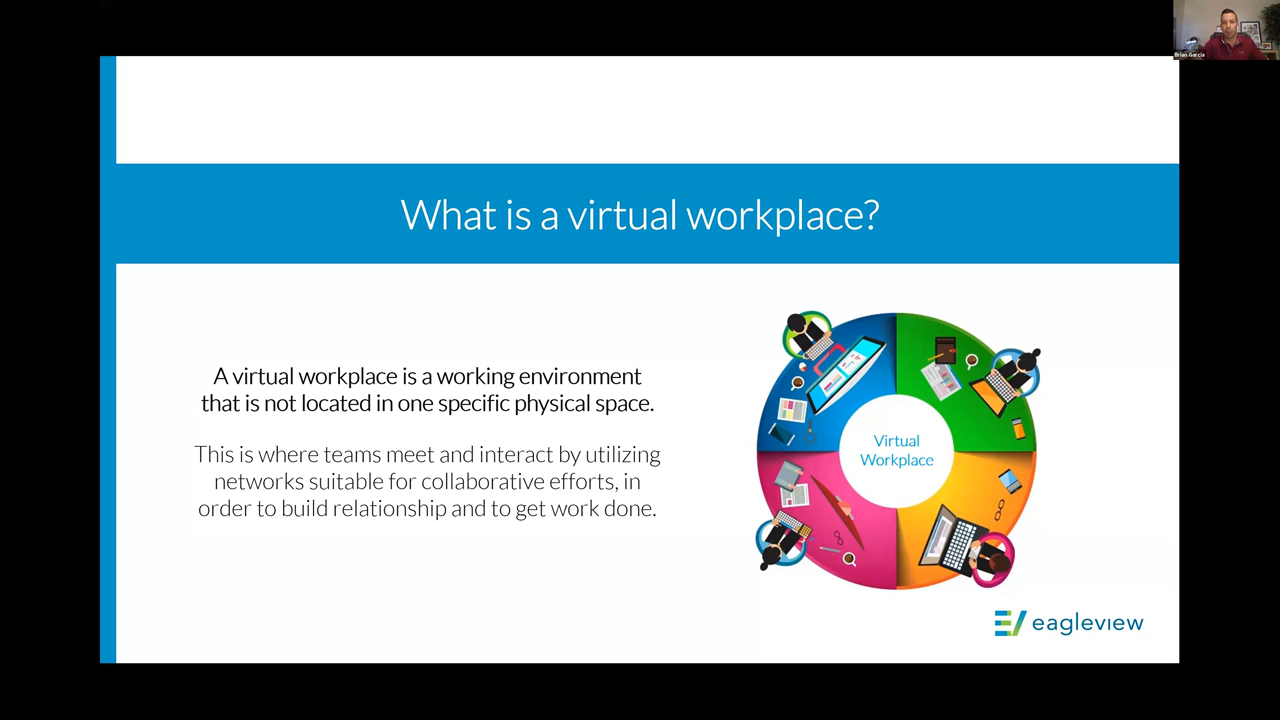 Brian Garcia
What is a virtual workplace?
A virtual workplace is a working environment
that is not located in one specific physical space.
This is where teams meet and interact by utilizing
networks suitable for collaborative efforts, in
order to build relationship and to get work done.
Virtual
Workplace
eagleview